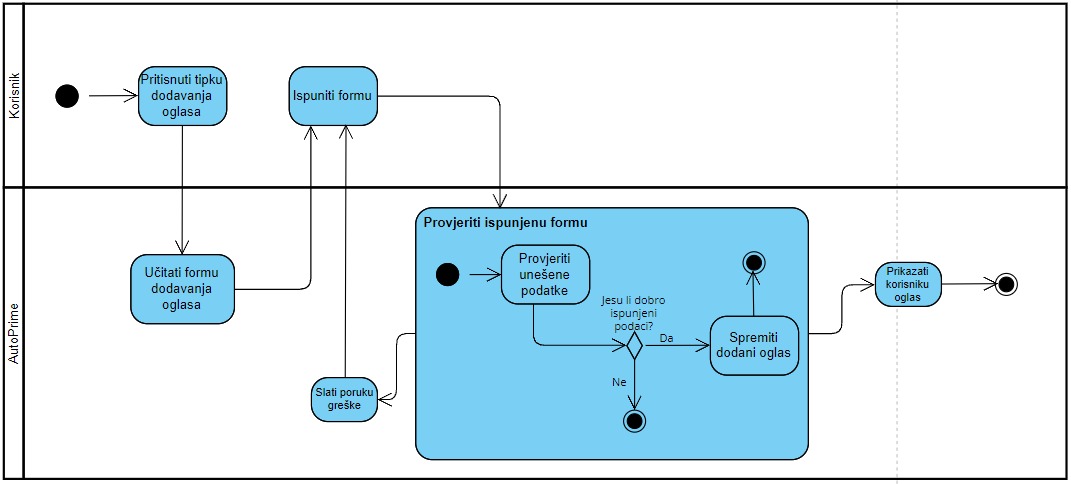 Korisnik
Pritisnuti tipku
dodavanja
oglasa
Ispuniti formu
AutoPrime
Učitati formu
dodavanja
oglasa
Slati poruku
greške
Provjeriti ispunjenu formu
Provjeriti
unešene
podatke
Jesu li dobro
ispunjeni
podaci?
Da
Ne
Spremiti
dodani oglas
Prikazati
korisniku
oglas